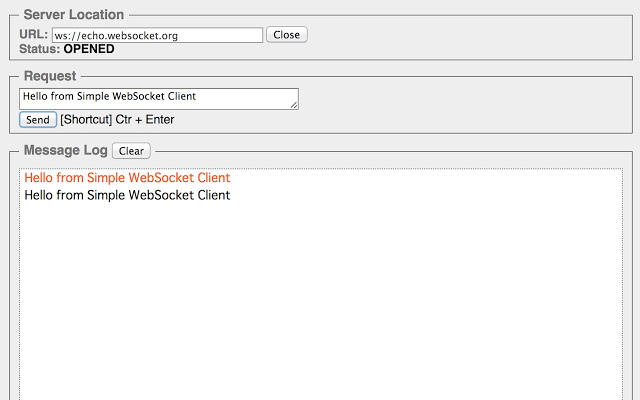 Server Location
URL: ws://echo.websocket.org Close
Status: OPENED
Request
Hello from Simple WebSocket Client
Send [Shortcut] Ctr + Enter
Message Log Clear
Hello from Simple WebSocket Client
Hello from Simple WebSocket Client